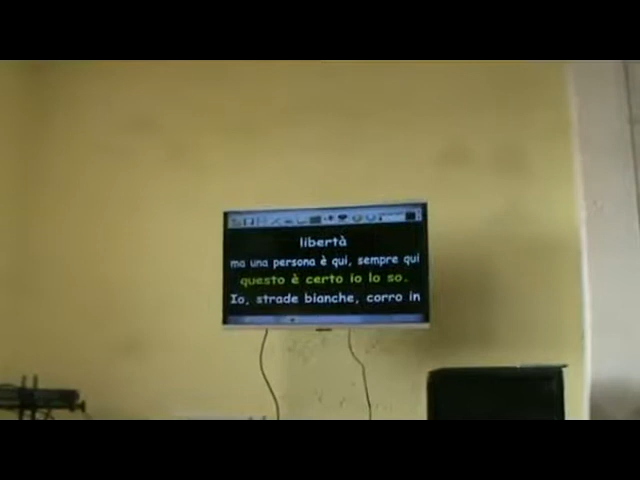 libertà
ma una persona è qui, sempre qui
questo è certo io lo so.
Io, strade bianche, corro in